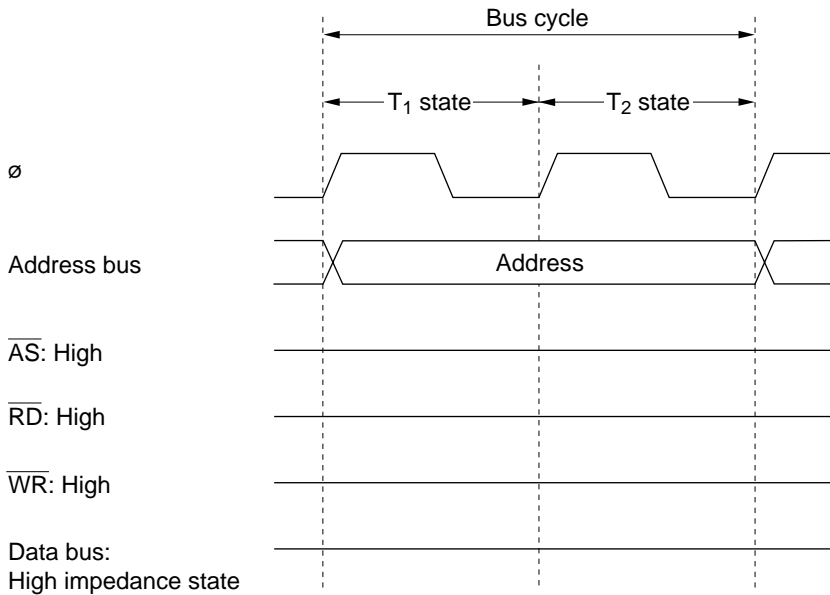 Bus cycle
T1 state
T2 state
ø
Address bus
Address
AS: High
RD: High
WR: High
Data bus:
High impedance state